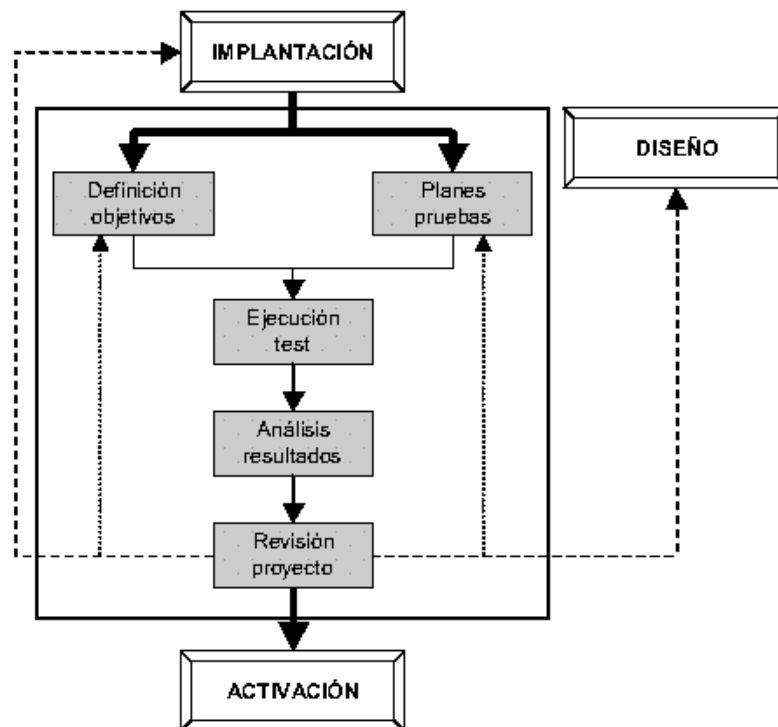 IMPLANTACIÓN
DISEÑO
Definición
objetivos
Planes
pruebas
Ejecución
test
Análisis
resultados
Revisión
proyecto
ACTIVACIÓN